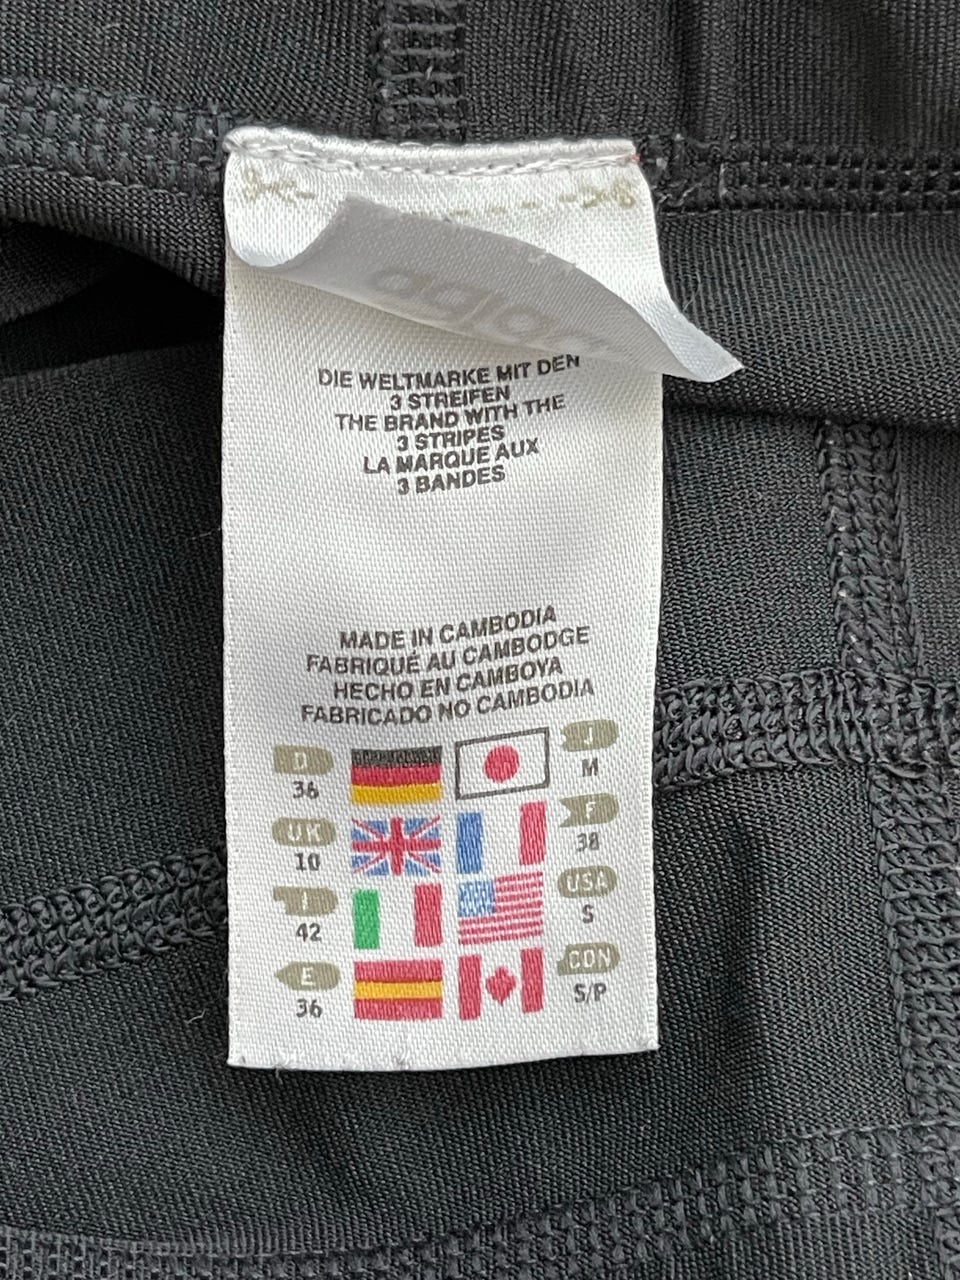 DIE WELTMARKE MIT DEN
3 STREIFEN
THE BRAND WITH THE
3 STRIPES
LA MARQUE AUX
3 BANDES
MADE IN CAMBODIA
FABRIQUÉ AU CAMBODGE
HECHO EN CAMBOYA
FABRICADO NO CAMBODIA
D J
36 M
UK F
10 38
I USA
42 S
E CDN
36 S/P